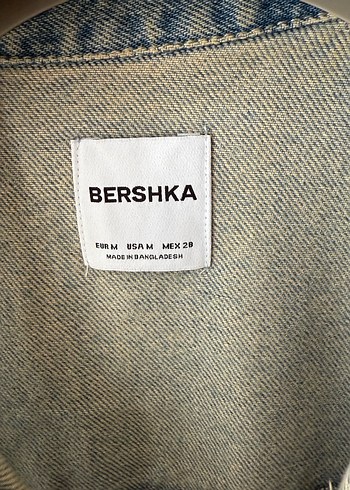 BERSHKA
EUR M USA M MEX 28
MADE IN BANGLADESH